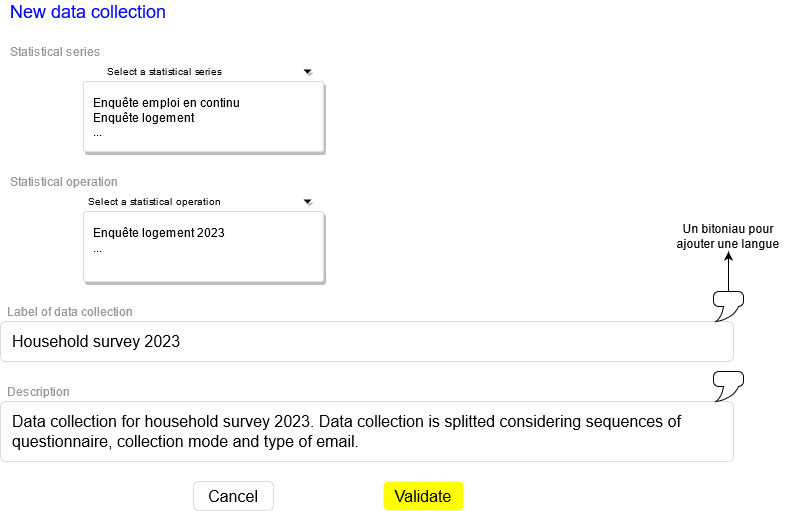 New data collection
Statistical series
Select a statistical series
Enquête emploi en continu
Enquête logement
...
Statistical operation
Select a statistical operation
Enquête logement 2023
...
Un bitoniau pour
ajouter une langue
Label of data collection
Household survey 2023
Description
Data collection for household survey 2023. Data collection is splitted considering sequences of
questionnaire, collection mode and type of email.
Cancel
Validate